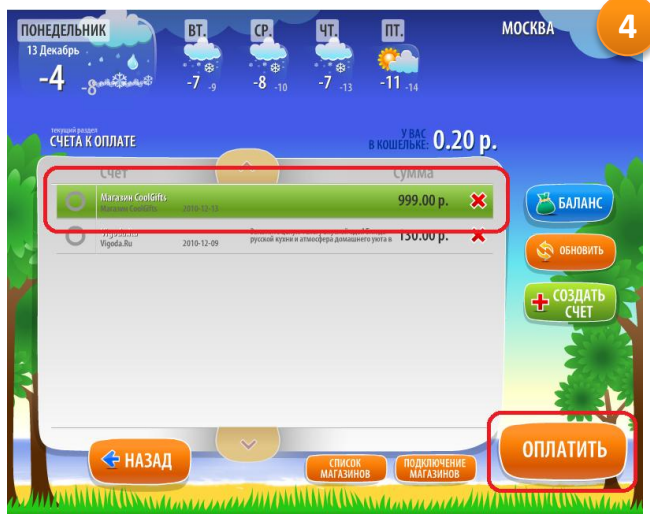 ПОНЕДЕЛЬНИК ВТ. СР. ЧТ. ПТ. МОСКВА 4
13 Декабрь
-4 -8 -7 -9 -8 -10 -7 -13 -11 -14
текущий раздел
СЧЕТА К ОПЛАТЕ
У ВАС
В КОШЕЛЬКЕ: 0.20 р.
Счет Сумма
Магазин CoolGifts 999.00 р.
Магазин CoolGifts -2010-12-13
130.00 р.
Vigoda.Ru 2010-12-09 русской кухни и атмосфера домашнего уюта в
БАЛАНС
ОБНОВИТЬ
СОЗДАТЬ
СЧЕТ
НАЗАД
СПИСОК
МАГАЗИНОВ
ПОДКЛЮЧЕНИЕ
МАГАЗИНОВ
ОПЛАТИТЬ